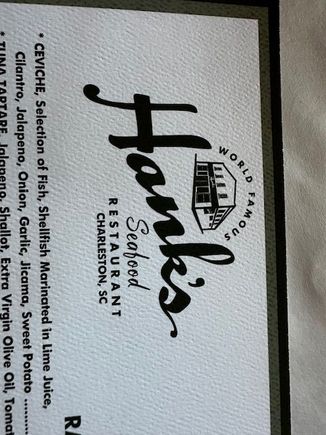 WORLD FAMOUS
Hank's
Seafood
RESTAURANT
CHARLESTON, SC
* CEVICHE, Selection of Fish, Shellfish Marinated in Lime Juice,
Cilantro, Jalapeno, Onion, Garlic, Jicama, Sweet Potato ..........
* TUNA TARTARE, Jalapeno, Shallot, Extra Virgin Olive Oil, Tomat
RA